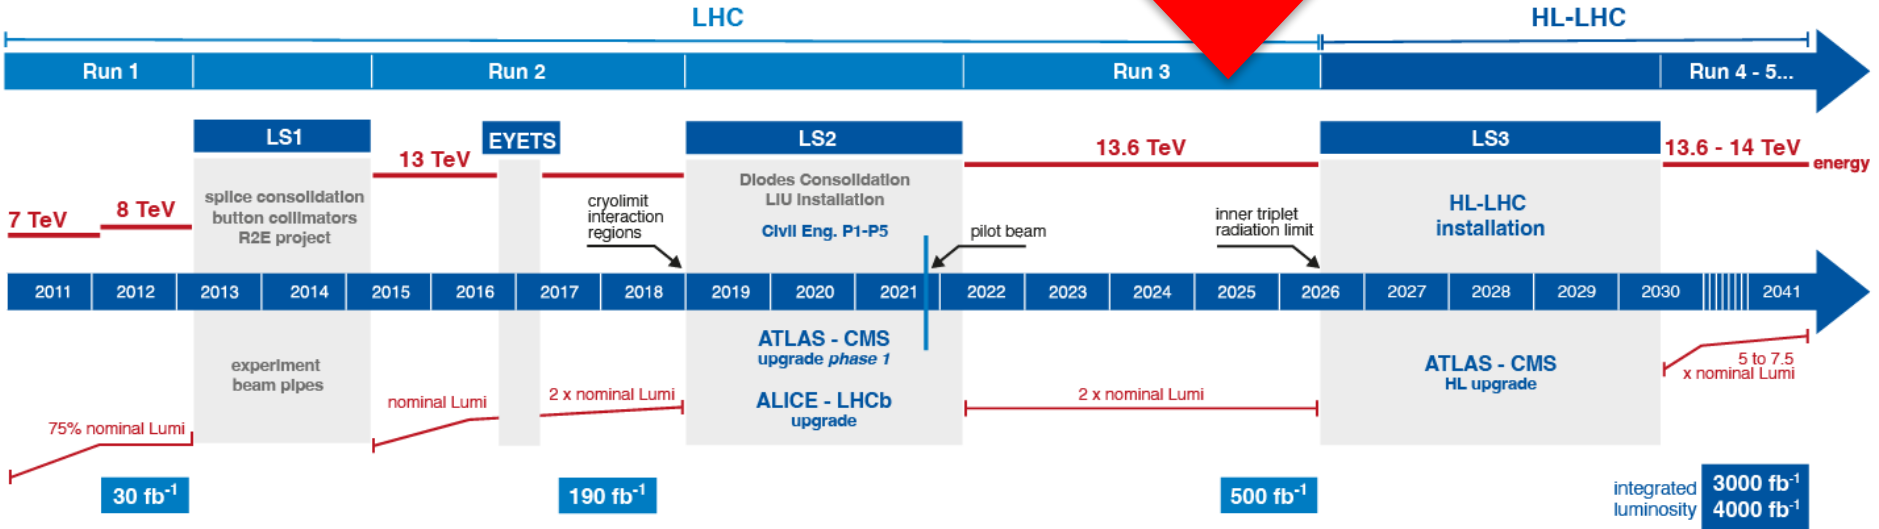 LHC HL-LHC
Run 1 Run 2 Run 3 Run 4 - 5...
LS1 EYETS LS2 LS3
13 TeV 13.6 TeV 13.6 - 14 TeV energy
7 TeV 8 TeV
splice consolidation
button collimators
R2E project
cryolimit
interaction
regions
Diodes Consolidation
LIU Installation
Civil Eng. P1-P5
pilot beam
inner triplet
radiation limit
HL-LHC
installation
2011 2012 2013 2014 2015 2016 2017 2018 2019 2020 2021 2022 2023 2024 2025 2026 2027 2028 2029 2030 2041
experiment
beam pipes
ATLAS - CMS
upgrade phase 1
ALICE - LHCb
upgrade
ATLAS - CMS
HL upgrade
75% nominal Lumi
nominal Lumi
2 x nominal Lumi
2 x nominal Lumi
5 to 7.5
x nominal Lumi
30 fb⁻¹ 190 fb⁻¹ 500 fb⁻¹
integrated
luminosity
3000 fb⁻¹
4000 fb⁻¹